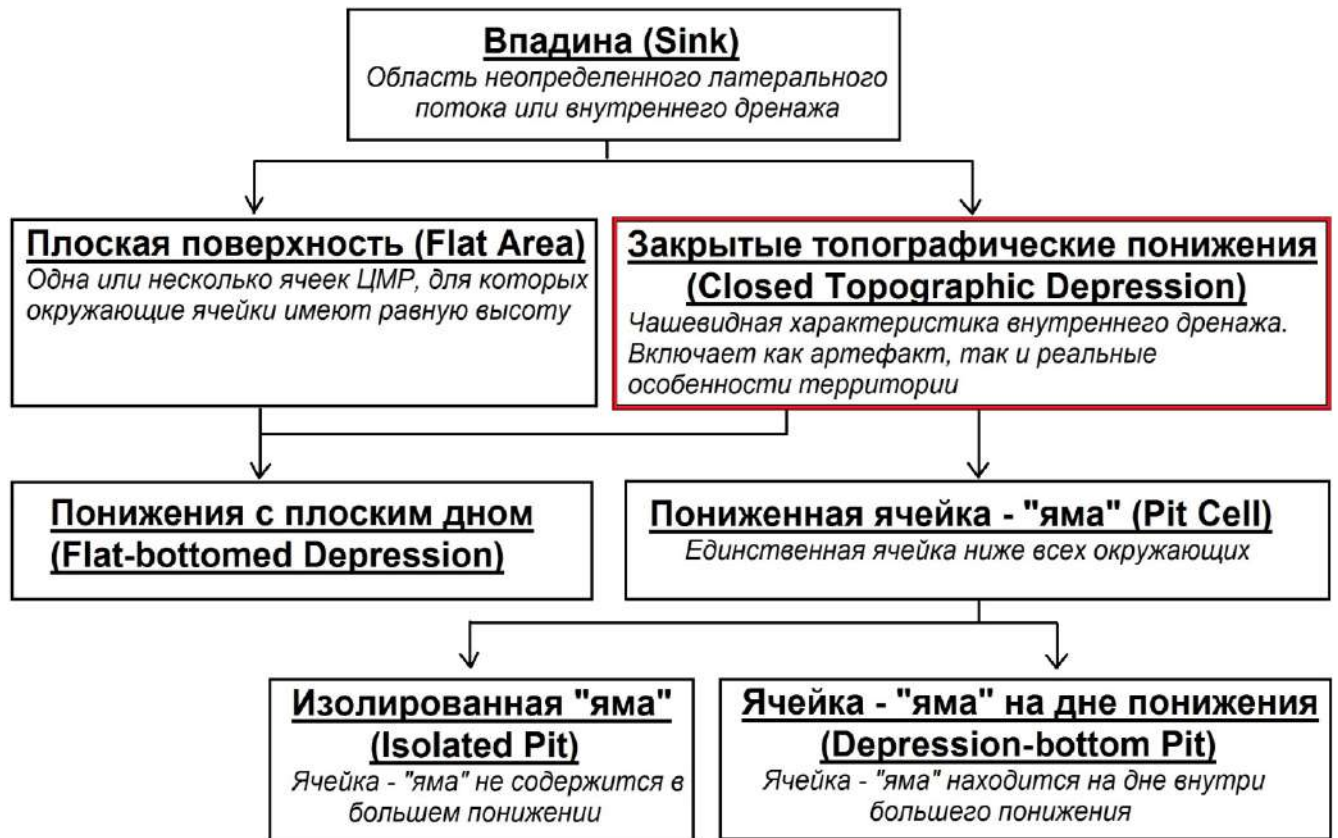 Впадина (Sink)
Область неопределенного латерального
потока или внутреннего дренажа
Плоская поверхность (Flat Area)
Одна или несколько ячеек ЦМР, для которых
окружающие ячейки имеют равную высоту
Закрытые топографические понижения
(Closed Topographic Depression)
Чашевидная характеристика внутреннего дренажа.
Включает как артефакт, так и реальные
особенности территории
Понижения с плоским дном
(Flat-bottomed Depression)
Пониженная ячейка - "яма" (Pit Cell)
Единственная ячейка ниже всех окружающих
Изолированная "яма"
(Isolated Pit)
Ячейка - "яма" не содержится в
большем понижении
Ячейка - "яма" на дне понижения
(Depression-bottom Pit)
Ячейка - "яма" находится на дне внутри
большего понижения